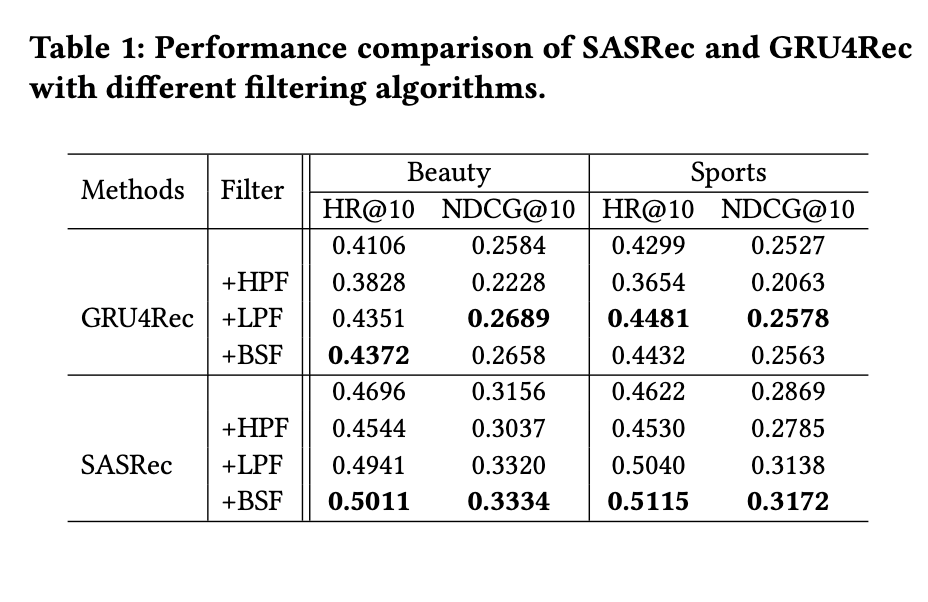 Table 1: Performance comparison of SASRec and GRU4Rec
with different filtering algorithms.
Methods Filter Beauty Sports
HR@10 NDCG@10 HR@10 NDCG@10
0.4106 0.2584 0.4299 0.2527
+HPF 0.3828 0.2228 0.3654 0.2063
GRU4Rec +LPF 0.4351 0.2689 0.4481 0.2578
+BSF 0.4372 0.2658 0.4432 0.2563
0.4696 0.3156 0.4622 0.2869
+HPF 0.4544 0.3037 0.4530 0.2785
SASRec +LPF 0.4941 0.3320 0.5040 0.3138
+BSF 0.5011 0.3334 0.5115 0.3172